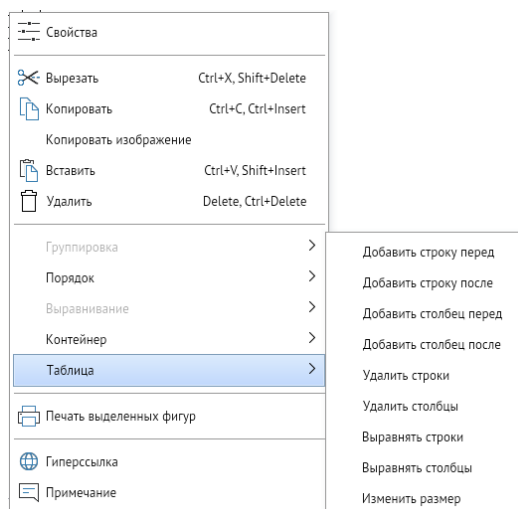 Свойства
Вырезать Ctrl+X, Shift+Delete
Копировать Ctrl+C, Ctrl+Insert
Копировать изображение
Вставить Ctrl+V, Shift+Insert
Удалить Delete, Ctrl+Delete
Группировка
Порядок
Выравнивание
Контейнер
Таблица
Печать выделенных фигур
Гиперссылка
Примечание
Добавить строку перед
Добавить строку после
Добавить столбец перед
Добавить столбец после
Удалить строки
Удалить столбцы
Выравнять строки
Выравнять столбцы
Изменить размер